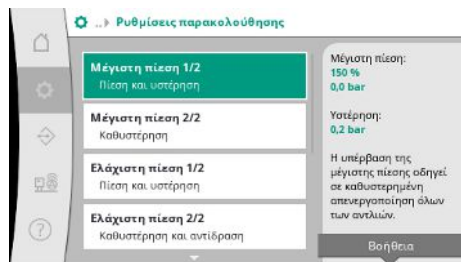 ..▸ Ρυθμίσεις παρακολούθησης
Μέγιστη πίεση 1/2
Πίεση και υστέρηση
Μέγιστη πίεση 2/2
Καθυστέρηση
Ελάχιστη πίεση 1/2
Πίεση και υστέρηση
Ελάχιστη πίεση 2/2
Καθυστέρηση και αντίδραση
Μέγιστη πίεση:
150 %
0,0 bar
Υστέρηση:
0,2 bar
Η υπέρβαση της
μέγιστης πίεσης οδηγεί
σε καθυστερημένη
απενεργοποίηση όλων
των αντλιών.
Βοήθεια